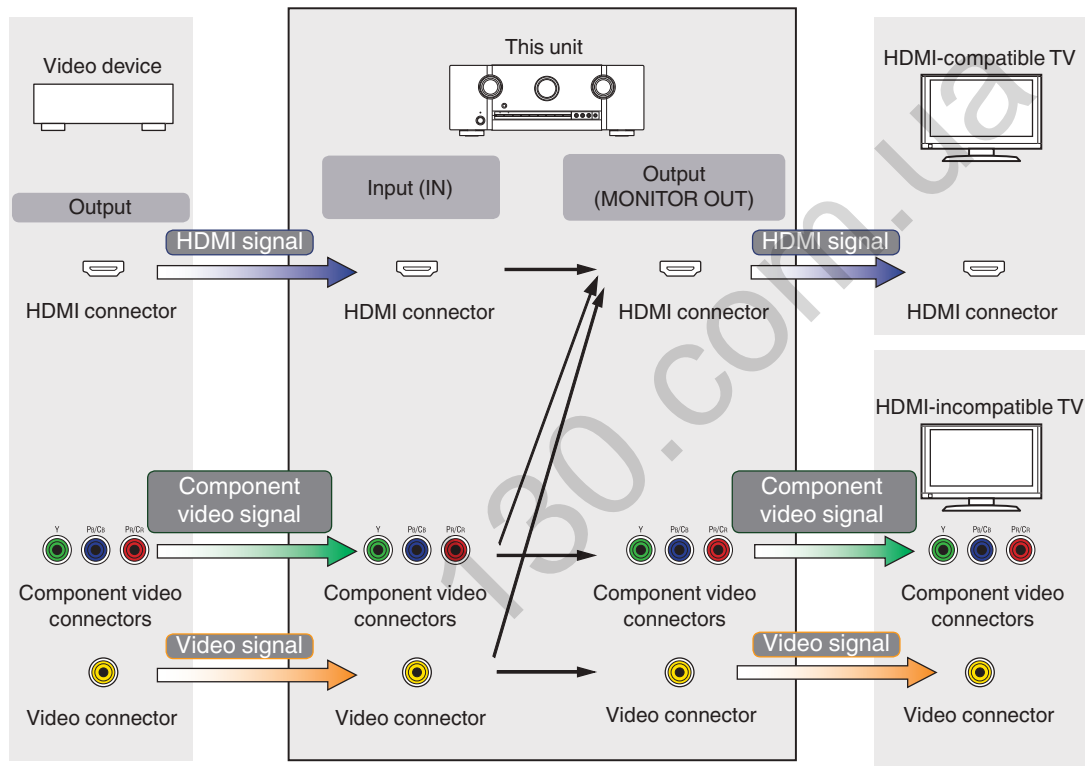 This unit
Video device
HDMI-compatible TV
Input (IN)
Output
(MONITOR OUT)
Output
HDMI signal
HDMI signal
HDMI connector
HDMI connector
HDMI connector
HDMI connector
HDMI-incompatible TV
Component
video signal
Component
video signal
Y PB/CB PR/CR
Y PB/CB PR/CR
Y PB/CB PR/CR
Y PB/CB PR/CR
Component video
connectors
Component video
connectors
Component video
connectors
Component video
connectors
Video signal
Video signal
Video connector
Video connector
Video connector
Video connector
130.com.ua